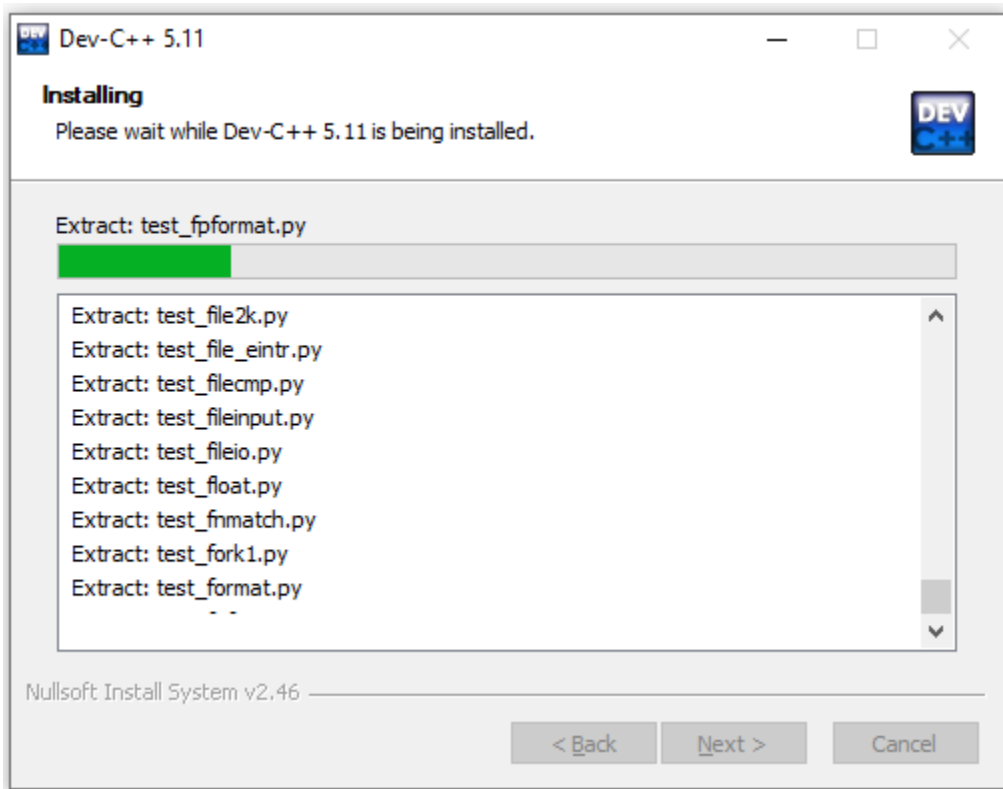 DEV C++ Dev-C++ 5.11
Installing
Please wait while Dev-C++ 5.11 is being installed.
DEV
C++
Extract: test_fpformat.py
Extract: test_file2k.py
Extract: test_file_eintr.py
Extract: test_filecmp.py
Extract: test_fileinput.py
Extract: test_fileio.py
Extract: test_float.py
Extract: test_fnmatch.py
Extract: test_fork1.py
Extract: test_format.py
Nullsoft Install System v2.46
< Back Next > Cancel